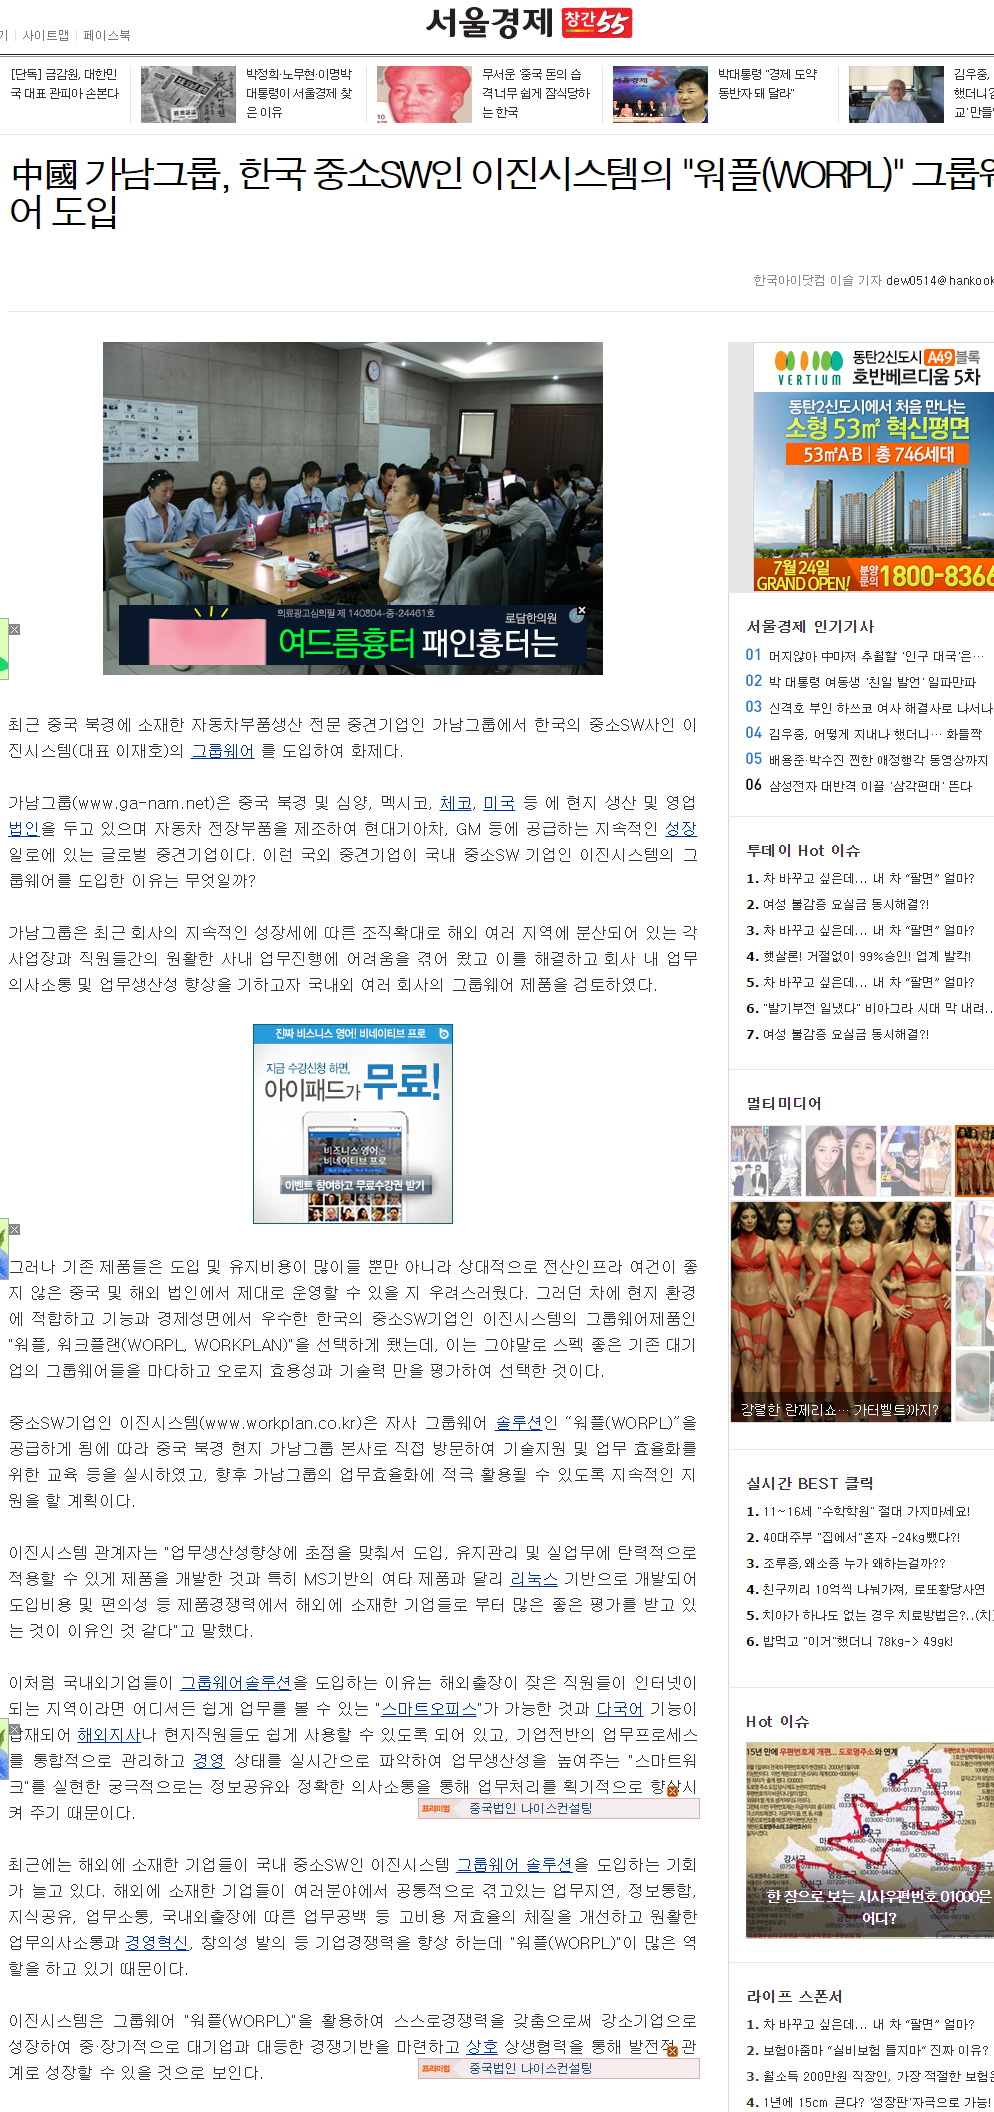 기 | 사이트맵 | 페이스북
서울경제 창간 55
[단독] 금감원, 대한민
국 대표 관피아 손본다
박정희·노무현·이명박
대통령이 서울경제 찾
은 이유
무서운 '중국 돈의 습
격' 너무 쉽게 잠식당하
는 한국
박대통령 "경제 도약
동반자 돼 달라"
김우중,
했더니
교' 만들
中國 가남그룹, 한국 중소SW인 이진시스템의 "워플(WORPL)" 그룹웨
어 도입
한국아이닷컴 이슬 기자 dew0514@hankook
의료광고심의필 제 140804-중-24461호
로담한의원
여드름흉터 패인흉터는
최근 중국 북경에 소재한 자동차부품생산 전문 중견기업인 가남그룹에서 한국의 중소SW사인 이
진시스템(대표 이재호)의 그룹웨어 를 도입하여 화제다.
가남그룹(www.ga-nam.net)은 중국 북경 및 심양, 멕시코, 체코, 미국 등 에 현지 생산 및 영업
법인을 두고 있으며 자동차 전장부품을 제조하여 현대기아차, GM 등에 공급하는 지속적인 성장
일로에 있는 글로벌 중견기업이다. 이런 국외 중견기업이 국내 중소SW 기업인 이진시스템의 그
룹웨어를 도입한 이유는 무엇일까?
가남그룹은 최근 회사의 지속적인 성장세에 따른 조직확대로 해외 여러 지역에 분산되어 있는 각
사업장과 직원들간의 원활한 사내 업무진행에 어려움을 겪어 왔고 이를 해결하고 회사 내 업무
의사소통 및 업무생산성 향상을 기하고자 국내외 여러 회사의 그룹웨어 제품을 검토하였다.
진짜 비스니스 영어! 비네이티브 프로
지금 수강신청 하면,
아이패드가 무료!
비즈니스 영어는
비네이티브 프로
이벤트 참여하고 무료수강권 받기
그러나 기존 제품들은 도입 및 유지비용이 많이들 뿐만 아니라 상대적으로 전산인프라 여건이 좋
지 않은 중국 및 해외 법인에서 제대로 운영할 수 있을 지 우려스러웠다. 그러던 차에 현지 환경
에 적합하고 기능과 경제성면에서 우수한 한국의 중소SW기업인 이진시스템의 그룹웨어제품인
"워플, 워크플랜(WORPL, WORKPLAN)"을 선택하게 됐는데, 이는 그야말로 스펙 좋은 기존 대기
업의 그룹웨어들을 마다하고 오로지 효용성과 기술력 만을 평가하여 선택한 것이다.
중소SW기업인 이진시스템(www.workplan.co.kr)은 자사 그룹웨어 솔루션인 “워플(WORPL)”을
공급하게 됨에 따라 중국 북경 현지 가남그룹 본사로 직접 방문하여 기술지원 및 업무 효율화를
위한 교육 등을 실시하였고, 향후 가남그룹의 업무효율화에 적극 활용될 수 있도록 지속적인 지
원을 할 계획이다.
이진시스템 관계자는 "업무생산성향상에 초점을 맞춰서 도입, 유지관리 및 실업무에 탄력적으로
적용할 수 있게 제품을 개발한 것과 특히 MS기반의 여타 제품과 달리 리눅스 기반으로 개발되어
도입비용 및 편의성 등 제품경쟁력에서 해외에 소재한 기업들로 부터 많은 좋은 평가를 받고 있
는 것이 이유인 것 같다"고 말했다.
이처럼 국내외기업들이 그룹웨어솔루션을 도입하는 이유는 해외출장이 잦은 직원들이 인터넷이
되는 지역이라면 어디서든 쉽게 업무를 볼 수 있는 "스마트오피스"가 가능한 것과 다국어 기능이
탑재되어 해외지사나 현지직원들도 쉽게 사용할 수 있도록 되어 있고, 기업전반의 업무프로세스
를 통합적으로 관리하고 경영 상태를 실시간으로 파악하여 업무생산성을 높여주는 "스마트워
크"를 실현한 궁극적으로는 정보공유와 정확한 의사소통을 통해 업무처리를 획기적으로 향상시
켜 주기 때문이다.
프리미엄 중국법인 나이스컨설팅
최근에는 해외에 소재한 기업들이 국내 중소SW인 이진시스템 그룹웨어 솔루션을 도입하는 기회
가 늘고 있다. 해외에 소재한 기업들이 여러분야에서 공통적으로 겪고있는 업무지연, 정보통합,
지식공유, 업무소통, 국내외출장에 따른 업무공백 등 고비용 저효율의 체질을 개선하고 원활한
업무의사소통과 경영혁신, 창의성 발의 등 기업경쟁력을 향상 하는데 "워플(WORPL)"이 많은 역
할을 하고 있기 때문이다.
이진시스템은 그룹웨어 "워플(WORPL)"을 활용하여 스스로경쟁력을 갖춤으로써 강소기업으로
성장하여 중·장기적으로 대기업과 대등한 경쟁기반을 마련하고 상호 상생협력을 통해 발전적 관
계로 성장할 수 있을 것으로 보인다.
프리미엄 중국법인 나이스컨설팅
VERTIUM
동탄2신도시 A49블록
호반베르디움 5차
동탄2신도시에서 처음 만나는
소형 53㎡ 혁신평면
53㎡A·B | 총 746세대
7월 24일
GRAND OPEN!
분양문의 1800-8366
서울경제 인기기사
01 머지않아 中마저 추월할 '인구 대국'은…
02 박 대통령 여동생 '친일 발언' 일파만파
03 신격호 부인 하쓰코 여사 해결사로 나서나
04 김우중, 어떻게 지내나 했더니… 화들짝
05 배용준·박수진 찐한 애정행각 동영상까지
06 삼성전자 대반격 이끌 '삼각편대' 뜬다
투데이 Hot 이슈
1. 차 바꾸고 싶은데... 내 차 “팔면” 얼마?
2. 여성 불감증 요실금 동시해결?!
3. 차 바꾸고 싶은데... 내 차 “팔면” 얼마?
4. 햇살론! 거절없이 99%승인! 업계 발칵!
5. 차 바꾸고 싶은데... 내 차 “팔면” 얼마?
6. "발기부전 일냈다" 비아그라 시대 막 내려..
7. 여성 불감증 요실금 동시해결?!
멀티미디어
강렬한 란제리쇼… 가터벨트까지?
실시간 BEST 클릭
1. 11~16세 "수학학원" 절대 가지마세요!
2. 40대주부 "집에서"혼자 -24kg뺐다?!
3. 조루증,왜소증 누가 왜하는걸까??
4. 친구끼리 10억씩 나눠가져, 로또황당사연
5. 치아가 하나도 없는 경우 치료방법은?..(치)
6. 밥먹고 "이거"했더니 78kg-> 49gk!
Hot 이슈
15년 만에 우편번호제 개편… 도로명주소와 연계
한 장으로 보는 시사우편번호 01000은
어디?
라이프 스폰서
1. 차 바꾸고 싶은데... 내 차 “팔면” 얼마?
2. 보험아줌마 “실비보험 들지마” 진짜 이유?
3. 월소득 200만원 직장인, 가장 적절한 보험은
4. 1년에 15cm 큰다? '성장판'자극으로 가능!